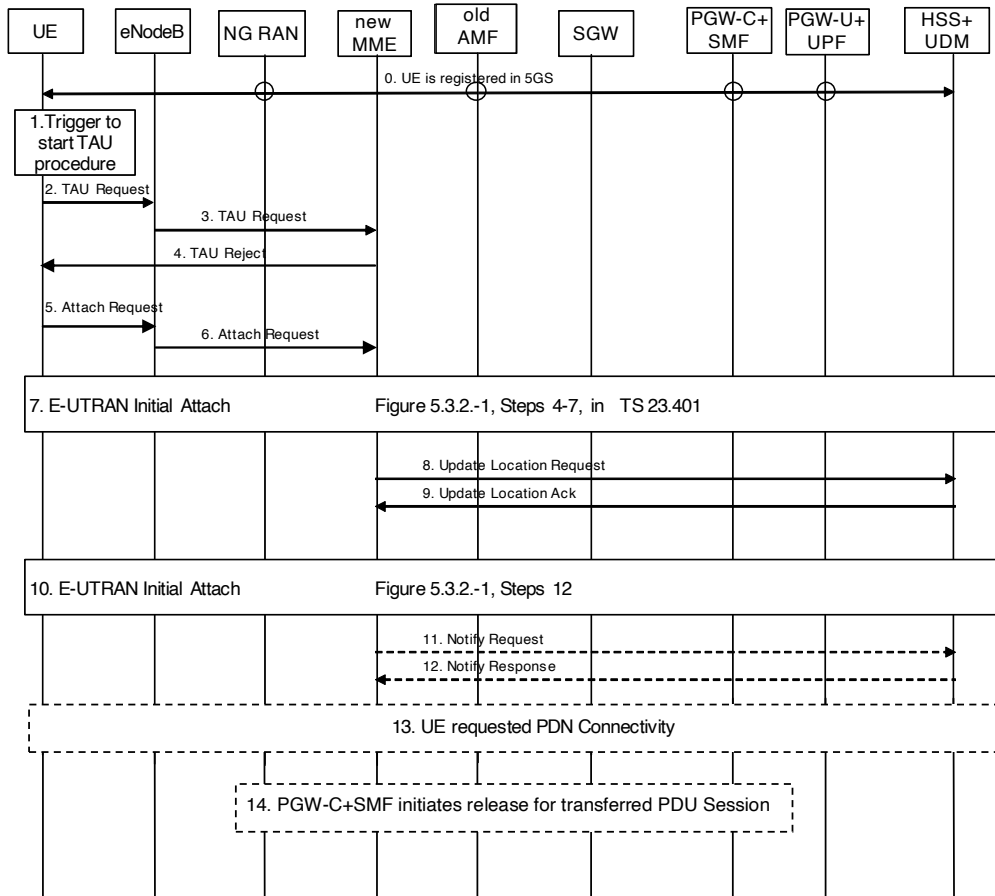 UE
eNodeB
NG RAN
new
MME
old
AMF
SGW
PGW-C+
SMF
PGW-U+
UPF
HSS+
UDM
0. UE is registered in 5GS
1.Trigger to
start TAU
procedure
2. TAU Request
3. TAU Request
4. TAU Reject
5. Attach Request
6. Attach Request
7. E-UTRAN Initial Attach Figure 5.3.2.-1, Steps 4-7, in TS 23.401
8. Update Location Request
9. Update Location Ack
10. E-UTRAN Initial Attach Figure 5.3.2.-1, Steps 12
11. Notify Request
12. Notify Response
13. UE requested PDN Connectivity
14. PGW-C+SMF initiates release for transferred PDU Session